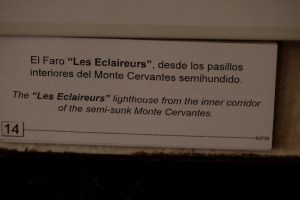 El Faro “Les Eclaireurs”, desde los pasillos
interiores del Monte Cervantes semihundido.
The “Les Eclaireurs” lighthouse from the inner corridor
of the semi-sunk Monte Cervantes.
14
MFM